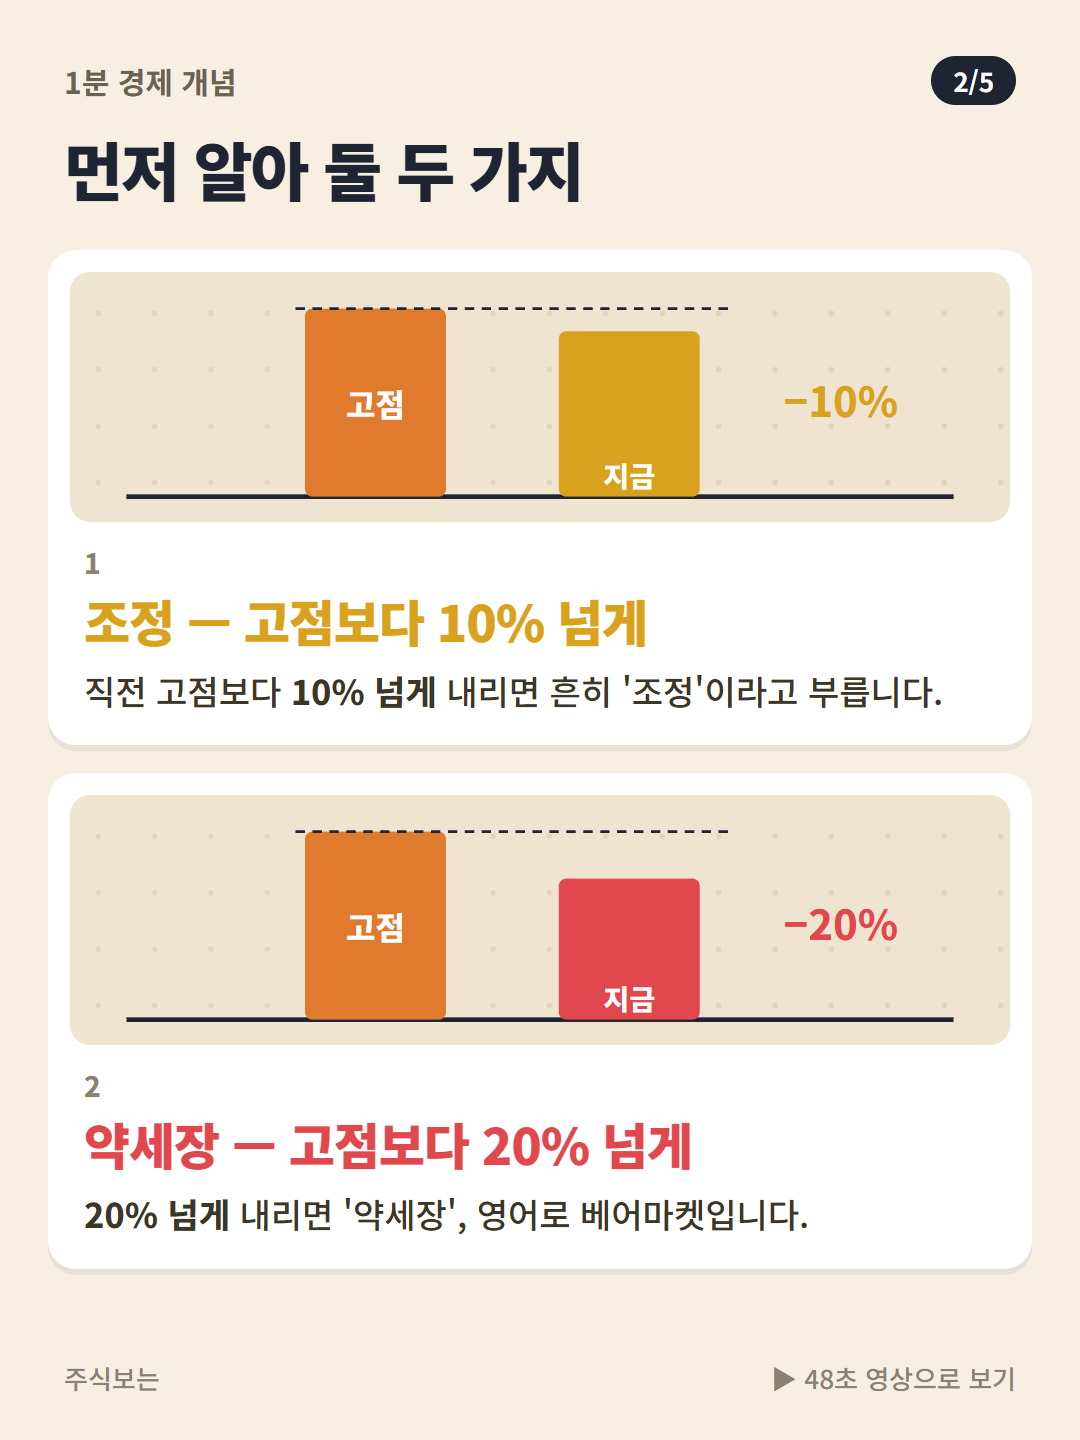 1분 경제 개념
2/5
먼저 알아 둘 두 가지
고점
지금
−10%
1
조정 — 고점보다 10% 넘게
직전 고점보다 10% 넘게 내리면 흔히 '조정'이라고 부릅니다.
고점
지금
−20%
2
약세장 — 고점보다 20% 넘게
20% 넘게 내리면 '약세장', 영어로 베어마켓입니다.
주식보는
▶ 48초 영상으로 보기